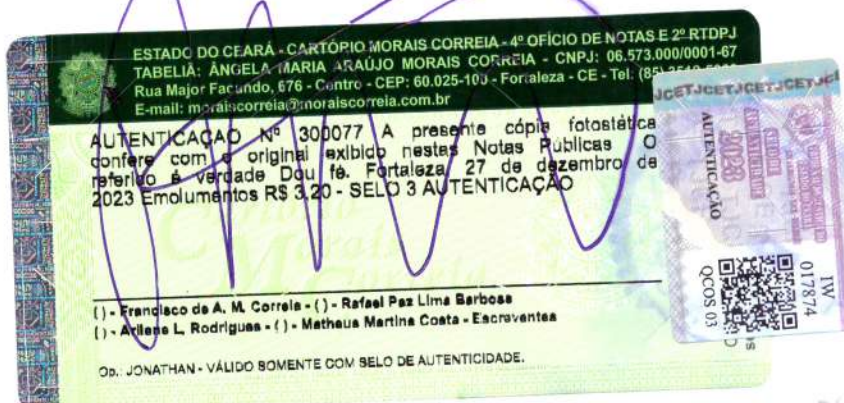 ESTADO DO CEARÁ - CARTÓRIO MORAIS CORREIA - 4º OFÍCIO DE NOTAS E 2º RTDPJ
TABELIÃ: ÂNGELA MARIA ARAÚJO MORAIS CORREIA - CNPJ: 06.573.000/0001-67
Rua Major Facundo, 676 - Centro - CEP: 60.025-100 - Fortaleza - CE - Tel: (85)
E-mail: moraiscorreia@moraiscorreia.com.br
AUTENTICAÇÃO Nº 300077 A presente cópia fotostática
confere com o original exibido nestas Notas Públicas O
referido é verdade Dou fé. Fortaleza, 27 de dezembro de
2023 Emolumentos R$ 3,20 - SELO 3 AUTENTICAÇÃO
Cartório
Morais
Correia
( ) - Francisco de A. M. Correia - ( ) - Rafael Paz Lima Barbosa
( ) - Arilene L. Rodrigues - ( ) - Matheus Martins Costa - Escreventes
Op.: JONATHAN - VÁLIDO SOMENTE COM SELO DE AUTENTICIDADE.
JCETJCETJCETJCETJC
AUTENTICAÇÃO
IW
017874
QCOS 03